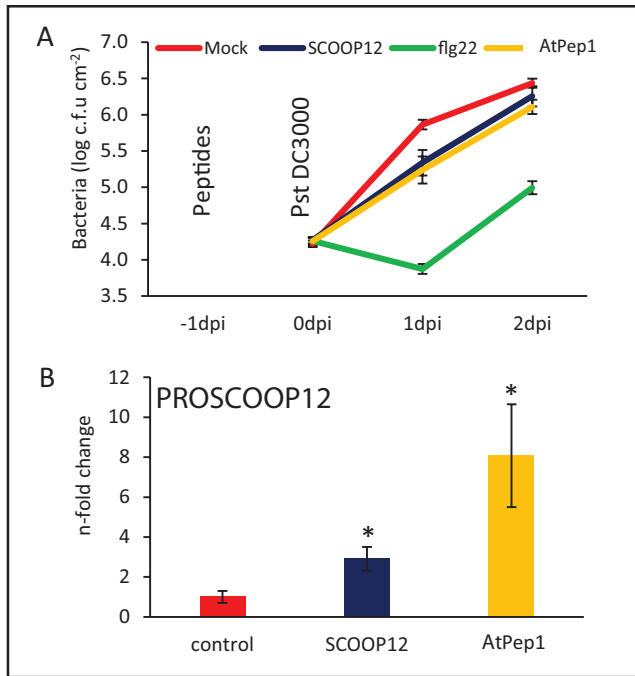 A
Mock SCOOP12 flg22 AtPep1
Bacteria (log c.f.u cm⁻²)
7.0
6.5
6.0
5.5
5.0
4.5
4.0
3.5
Peptides
Pst DC3000
-1dpi 0dpi 1dpi 2dpi
B
PROSCOOP12
n-fold change
12
10
8
6
4
2
0
*
*
control SCOOP12 AtPep1